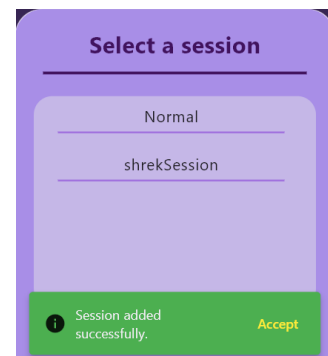 Select a session
Normal
shrekSession
Session added
successfully.
Accept